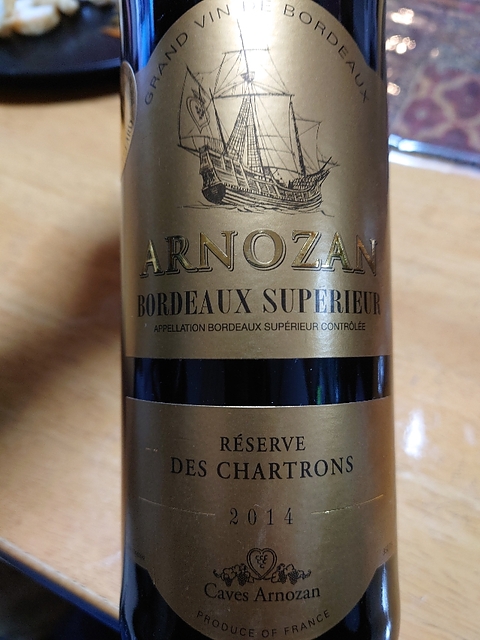 GRAND VIN DE BORDEAUX
ARNOZAN
BORDEAUX SUPERIEUR
APPELLATION BORDEAUX SUPÉRIEUR CONTRÔLÉE
RÉSERVE
DES CHARTRONS
2014
Caves Arnozan
PRODUCE OF FRANCE